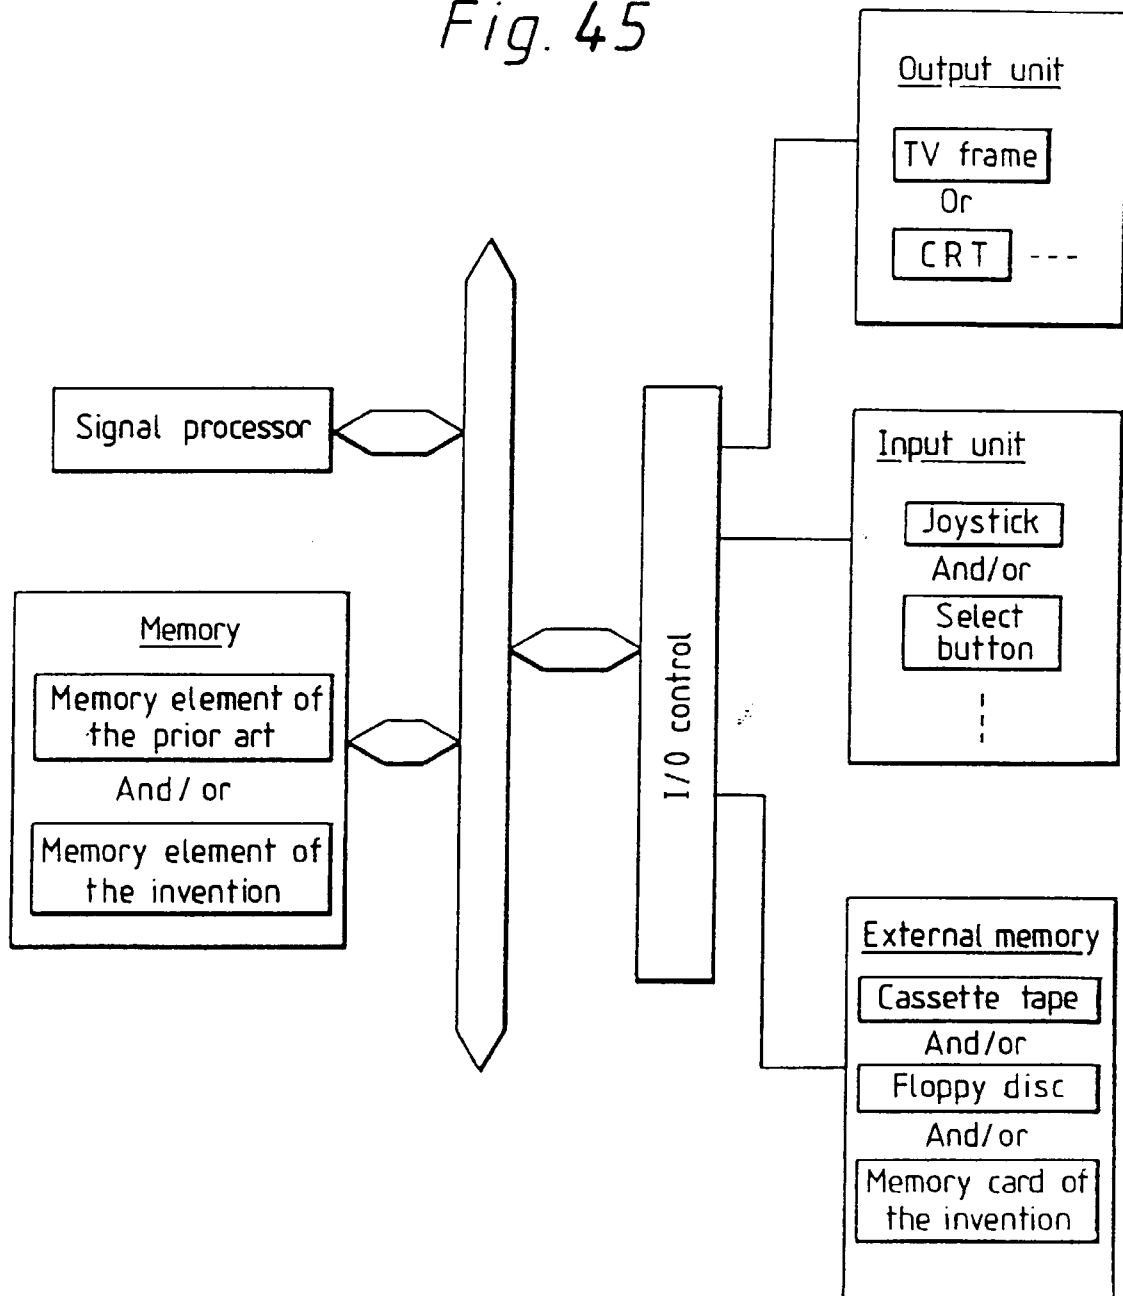 Fig. 45
Output unit
TV frame
Or
CRT ---
Signal processor
Input unit
Joystick
And/or
Select
button
Memory
Memory element of
the prior art
And/or
Memory element of
the invention
I/O control
External memory
Cassette tape
And/or
Floppy disc
And/or
Memory card of
the invention